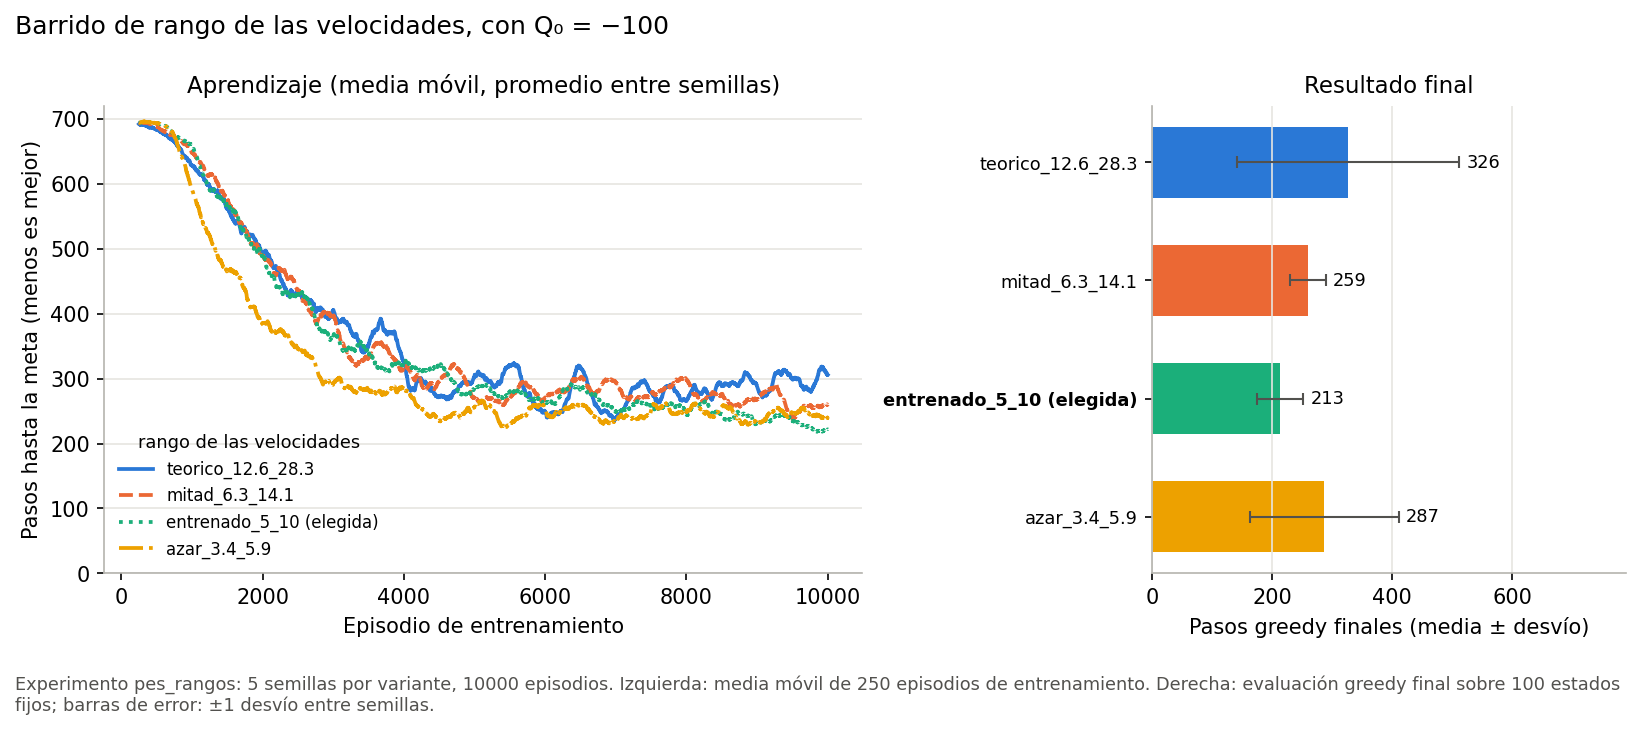 Barrido de rango de las velocidades, con Q₀ = −100
Aprendizaje (media móvil, promedio entre semillas)
Pasos hasta la meta (menos es mejor)
700
600
500
400
300
200
100
0
rango de las velocidades
teorico_12.6_28.3
mitad_6.3_14.1
entrenado_5_10 (elegida)
azar_3.4_5.9
0
2000
4000
6000
8000
10000
Episodio de entrenamiento
Resultado final
teorico_12.6_28.3
326
mitad_6.3_14.1
259
entrenado_5_10 (elegida)
213
azar_3.4_5.9
287
0
200
400
600
Pasos greedy finales (media ± desvío)
Experimento pes_rangos: 5 semillas por variante, 10000 episodios. Izquierda: media móvil de 250 episodios de entrenamiento. Derecha: evaluación greedy final sobre 100 estados
fijos; barras de error: ±1 desvío entre semillas.